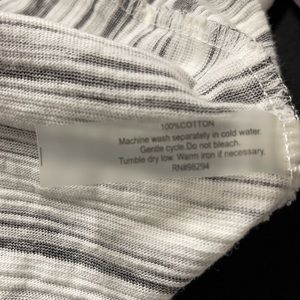 100%COTTON
Machine wash separately in cold water.
Gentle cycle.Do not bleach.
Tumble dry low. Warm iron if necessary.
RN#98294